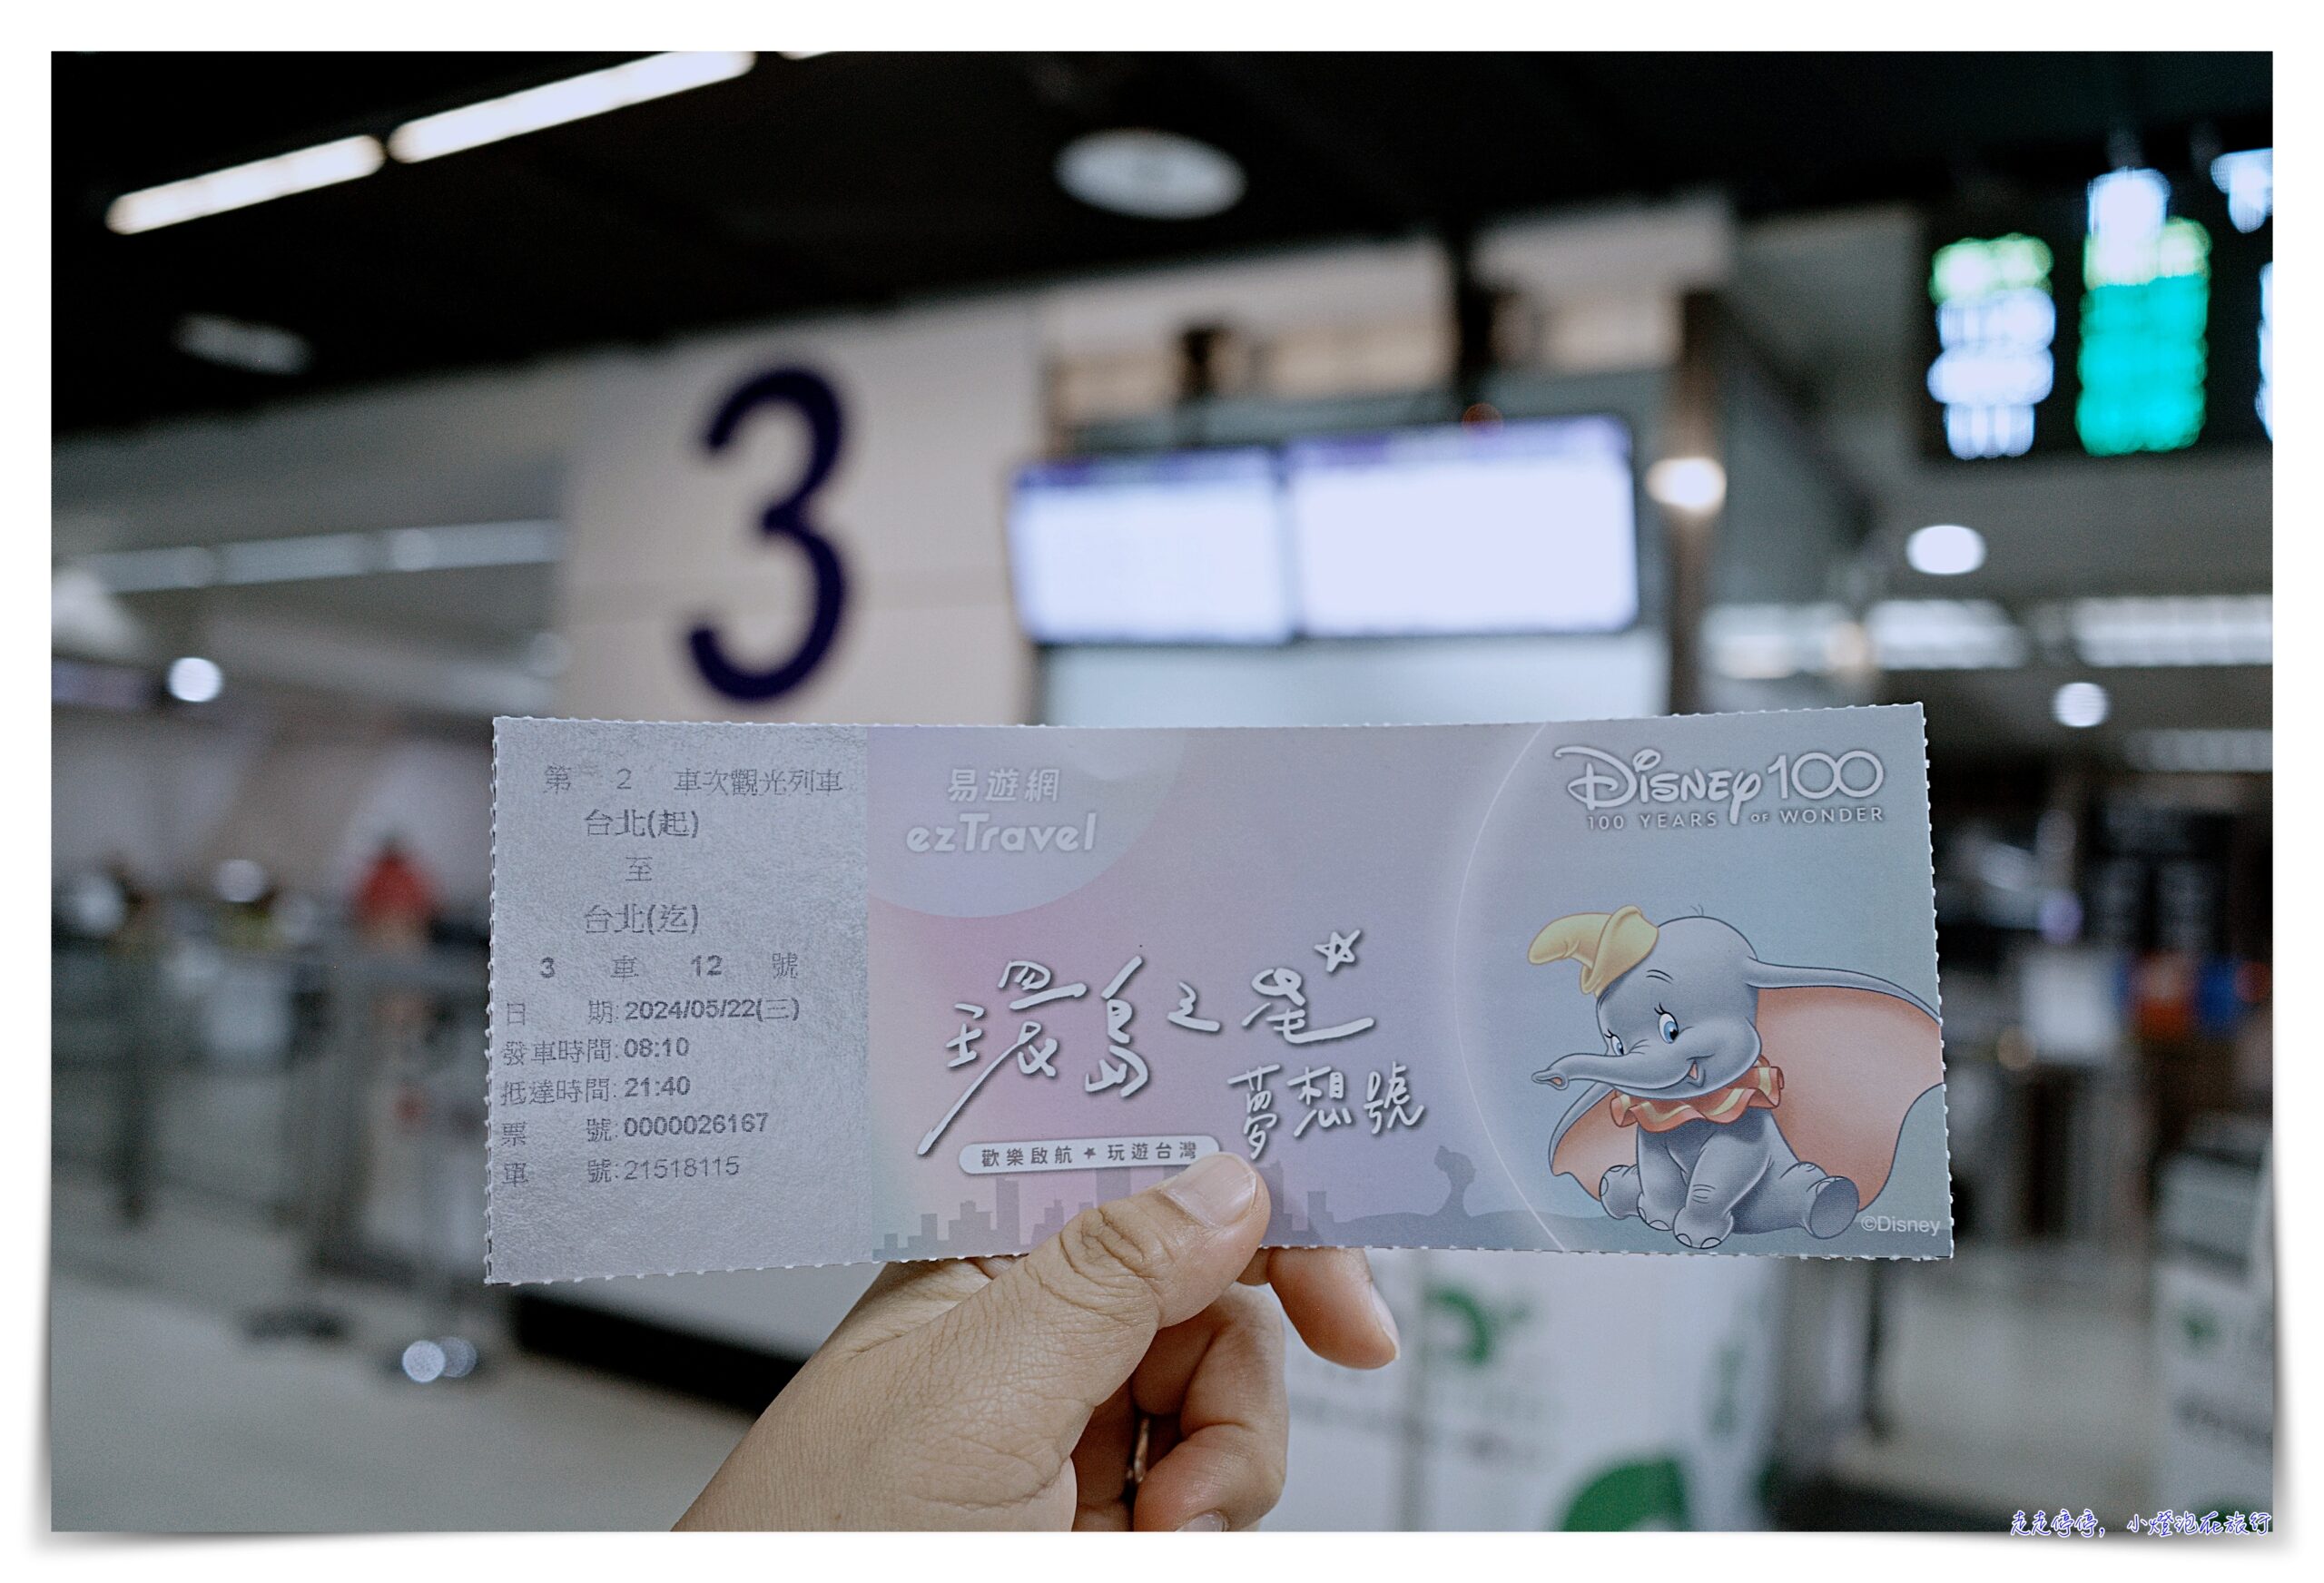 3
第 2 車次觀光列車
台北(起)
至
台北(迄)
3 車 12 號
日 期: 2024/05/22(三)
發車時間: 08:10
抵達時間: 21:40
票 號: 0000026167
車 號: 21518115
易遊網
ezTravel
環島之星
夢想號
歡樂啟航 ★ 玩遊台灣
Disney 100
100 YEARS OF WONDER
©Disney
走走停停，小燈泡在旅行